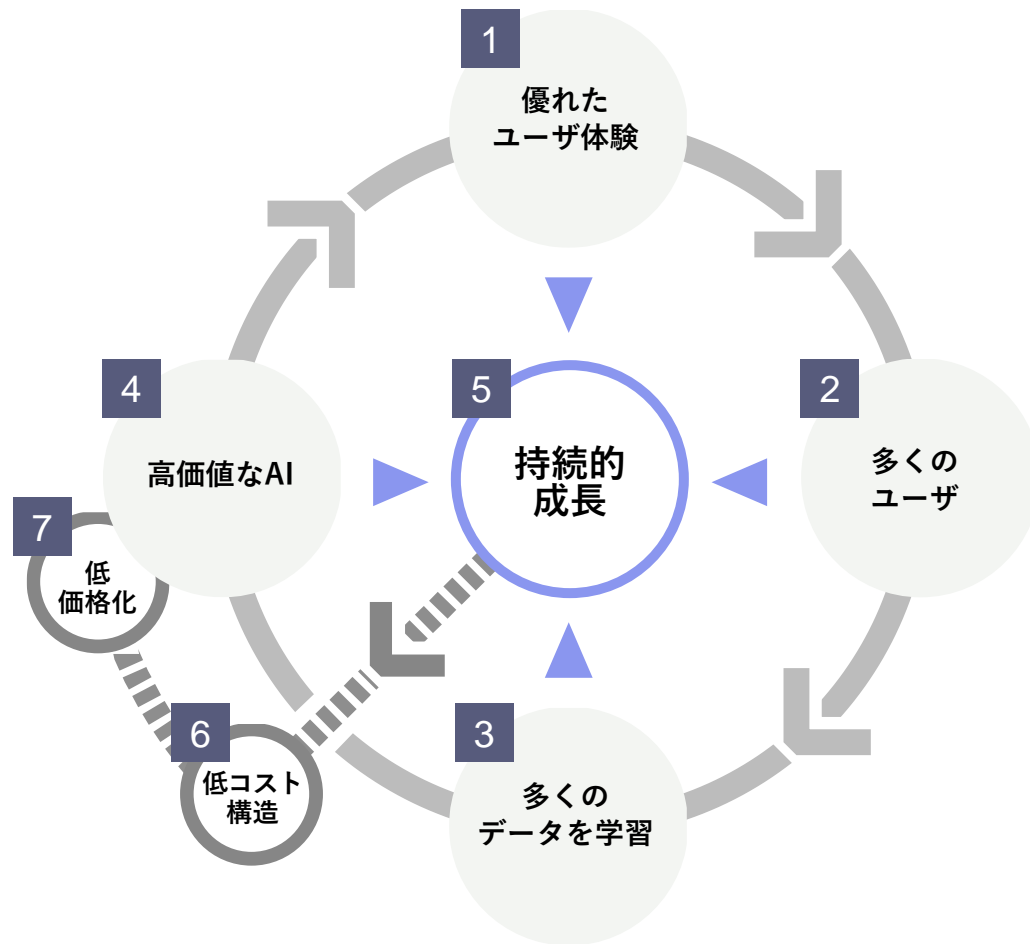 1
優れた
ユーザ体験
2
多くの
ユーザ
3
多くの
データを学習
4
高価値なAI
5
持続的
成長
6
低コスト
構造
7
低
価格化